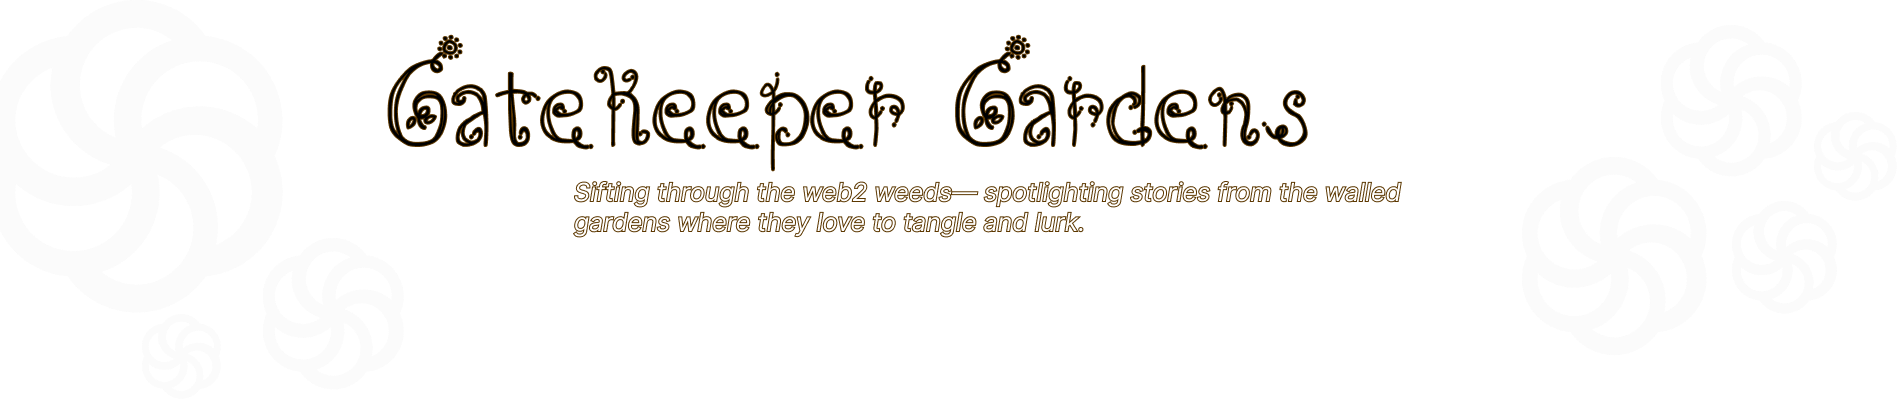 Gatekeeper Gardens
Sifting through the web2 weeds— spotlighting stories from the walled
gardens where they love to tangle and lurk.